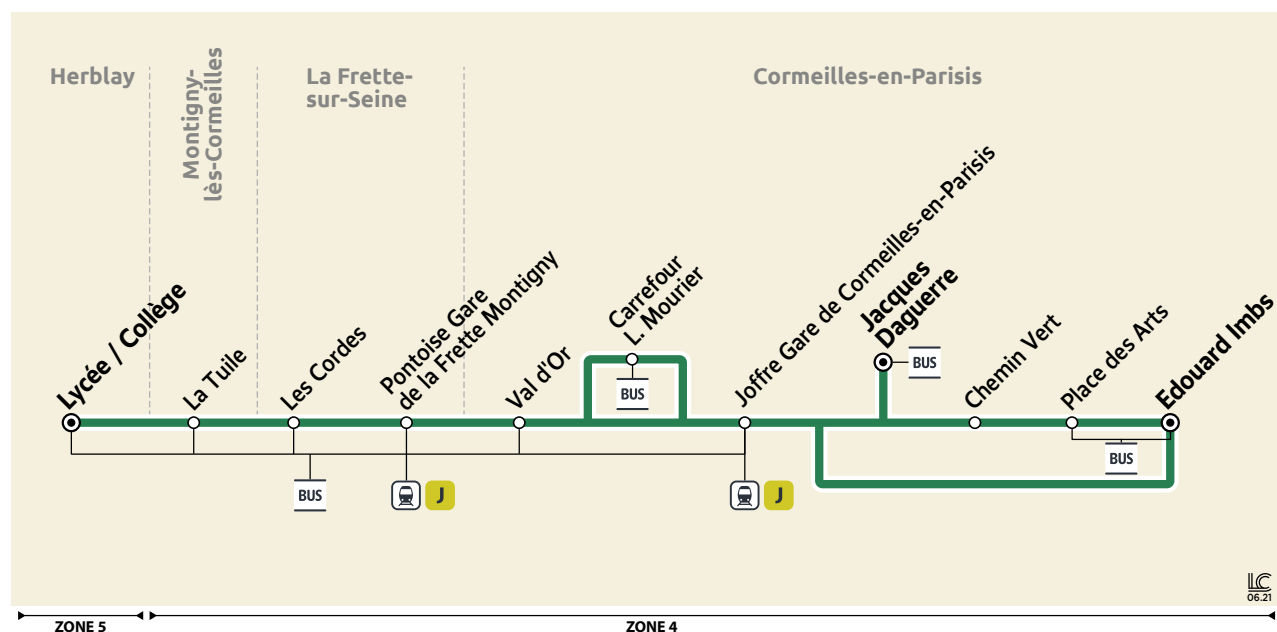 Herblay
Montigny-
lès-Cormeilles
La Frette-
sur-Seine
Cormeilles-en-Parisis
Lycée / Collège
La Tuile
Les Cordes
Pontoise Gare
de la Frette Montigny
Val d'Or
Carrefour
L. Mourier
Joffre Gare de Cormeilles-en-Parisis
Jacques
Daguerre
Chemin Vert
Place des Arts
Edouard Imbs
BUS
BUS
BUS
BUS
J
J
LC
06.21
ZONE 5
ZONE 4